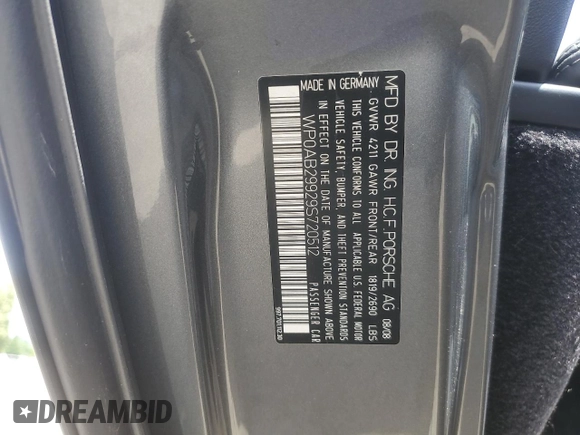 MFD BY DR. ING. H.C.F. PORSCHE AG 08/08
GVWR 4211 GAWR FRONT/REAR 1819/2690 LBS
THIS VEHICLE CONFORMS TO ALL APPLICABLE U.S. FEDERAL MOTOR
VEHICLE SAFETY, BUMPER, AND THEFT PREVENTION STANDARDS
IN EFFECT ON THE DATE OF MANUFACTURE SHOWN ABOVE
WP0AB29929S720512 PASSENGER CAR
MADE IN GERMANY
DREAMBID